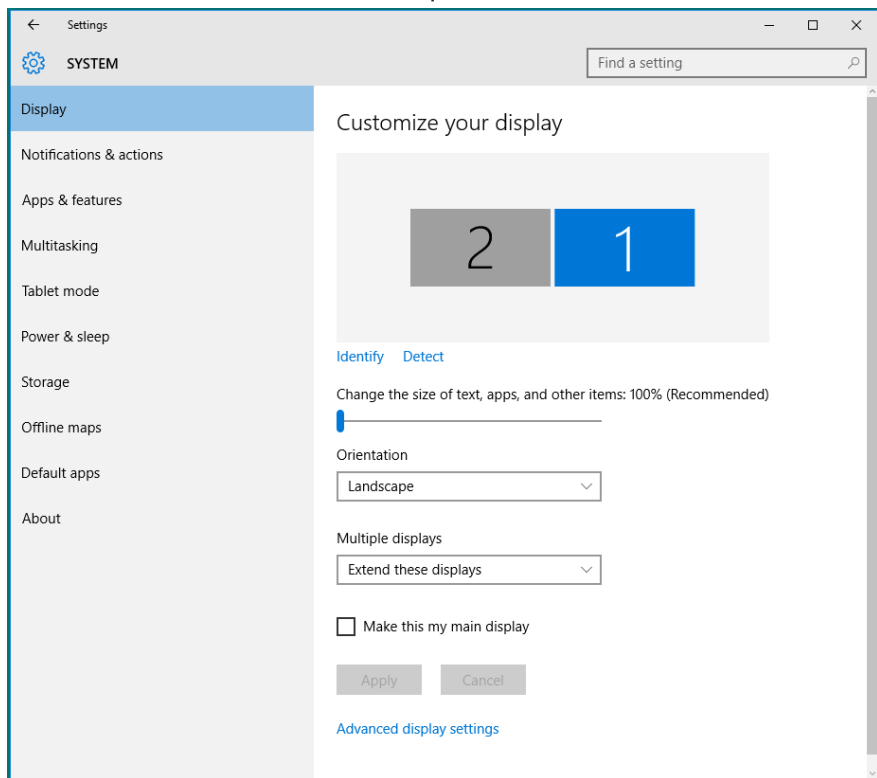 Settings
SYSTEM
Find a setting
Display
Notifications & actions
Apps & features
Multitasking
Tablet mode
Power & sleep
Storage
Offline maps
Default apps
About
Customize your display
2 1
Identify Detect
Change the size of text, apps, and other items: 100% (Recommended)
Orientation
Landscape
Multiple displays
Extend these displays
Make this my main display
Apply Cancel
Advanced display settings